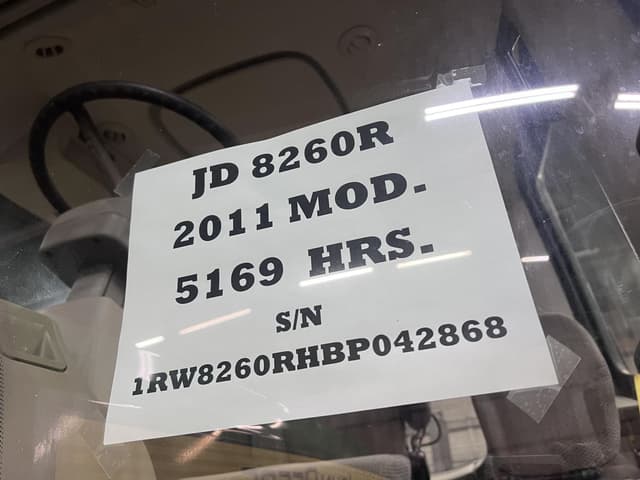 JD 8260R
2011 MOD.
5169 HRS.
S/N
1RW8260RHBP042868